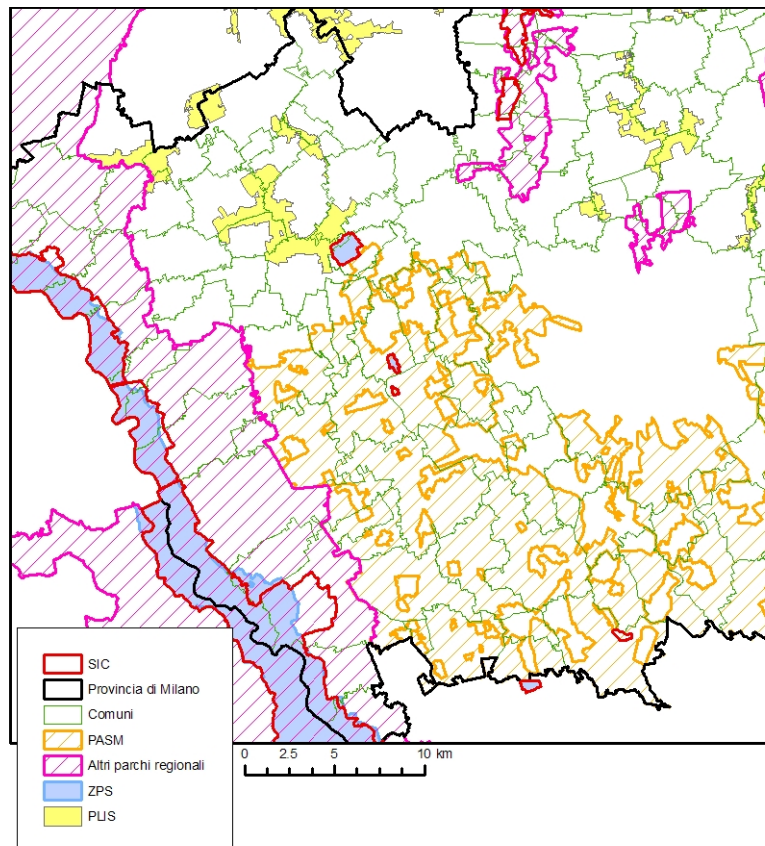 SIC
Provincia di Milano
Comuni
PASM
Altri parchi regionali
ZPS
PLIS
0 2.5 5 10 km